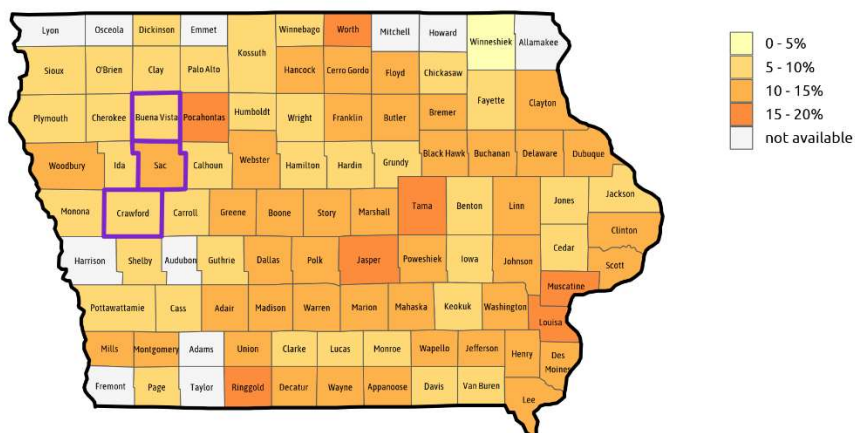 Lyon Osceola Dickinson Emmet Winnebago Worth Mitchell Howard Winneshiek Allamakee
Kossuth
Sioux O'Brien Clay Palo Alto Hancock Cerro Gordo Floyd Chickasaw
Fayette Clayton
Plymouth Cherokee Buena Vista Pocahontas Humboldt Wright Franklin Butler Bremer
Woodbury Ida Sac Calhoun Webster Hamilton Hardin Grundy Black Hawk Buchanan Delaware Dubuque
Monona Crawford Carroll Greene Boone Story Marshall Tama Benton Linn Jones Jackson
Clinton
Harrison Shelby Audubon Guthrie Dallas Polk Jasper Poweshiek Iowa Johnson Cedar Scott
Muscatine
Pottawattamie Cass Adair Madison Warren Marion Mahaska Keokuk Washington Louisa
Mills Montgomery Adams Union Clarke Lucas Monroe Wapello Jefferson Henry Des
Moines
Fremont Page Taylor Ringgold Decatur Wayne Appanoose Davis Van Buren Lee
0 - 5%
5 - 10%
10 - 15%
15 - 20%
not available